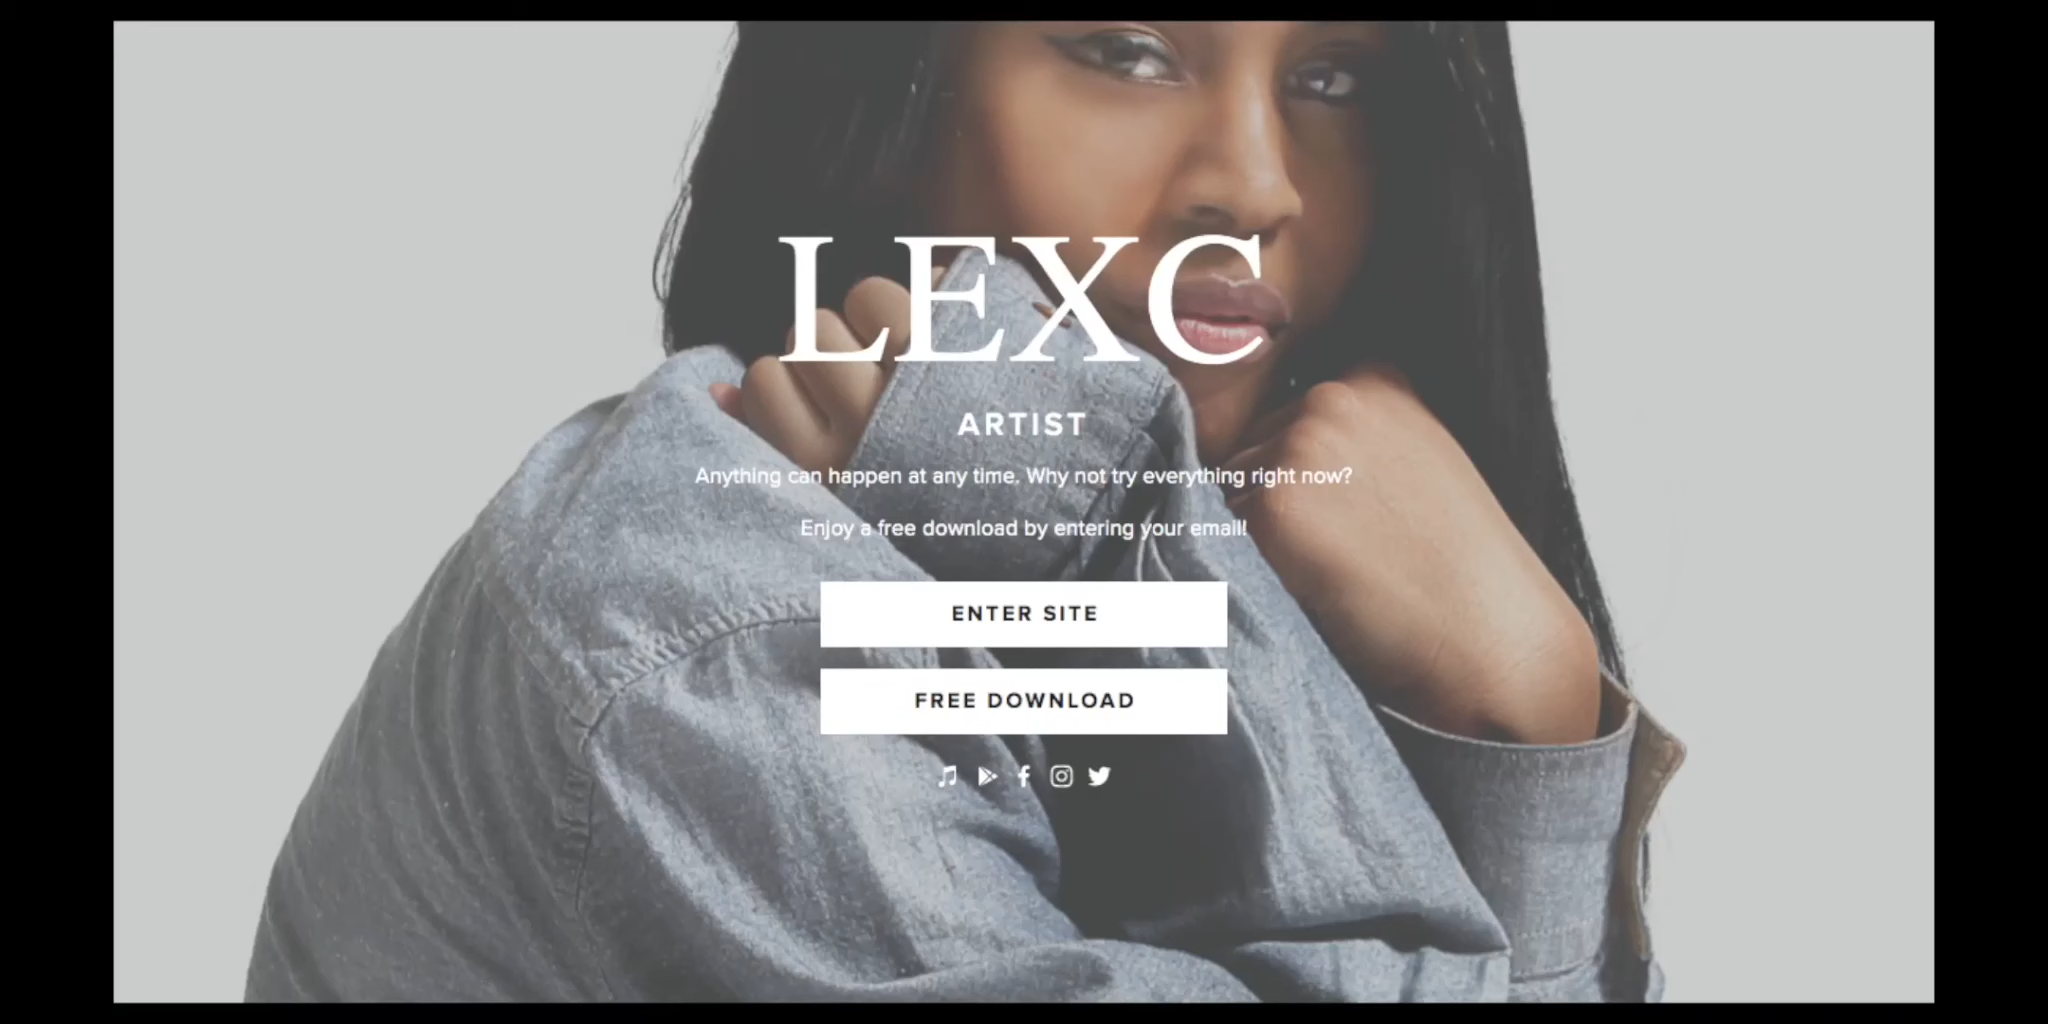 LEXC
ARTIST
Anything can happen at any time. Why not try everything right now?
Enjoy a free download by entering your email!
ENTER SITE
FREE DOWNLOAD